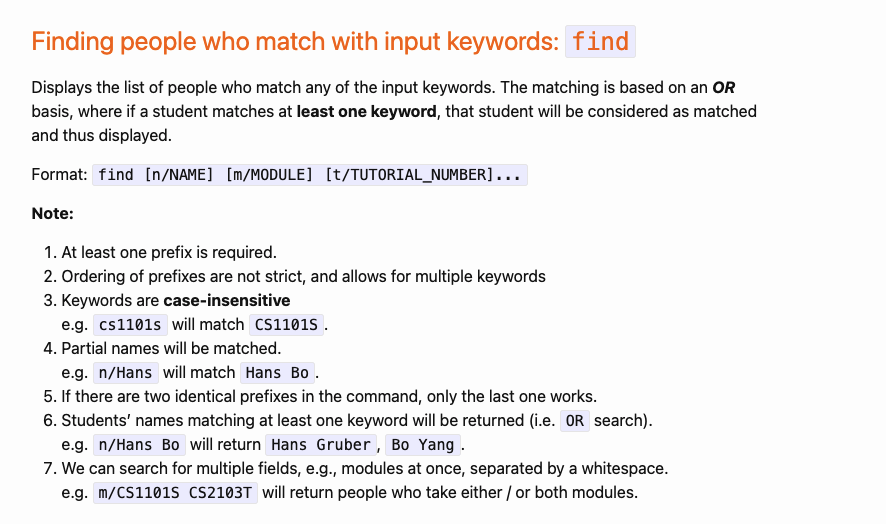 Finding people who match with input keywords: find
Displays the list of people who match any of the input keywords. The matching is based on an OR
basis, where if a student matches at least one keyword, that student will be considered as matched
and thus displayed.
Format: find [n/NAME] [m/MODULE] [t/TUTORIAL_NUMBER]...
Note:
1. At least one prefix is required.
2. Ordering of prefixes are not strict, and allows for multiple keywords
3. Keywords are case-insensitive
e.g. cs1101s will match CS1101S.
4. Partial names will be matched.
e.g. n/Hans will match Hans Bo.
5. If there are two identical prefixes in the command, only the last one works.
6. Students’ names matching at least one keyword will be returned (i.e. OR search).
e.g. n/Hans Bo will return Hans Gruber, Bo Yang.
7. We can search for multiple fields, e.g., modules at once, separated by a whitespace.
e.g. m/CS1101S CS2103T will return people who take either / or both modules.